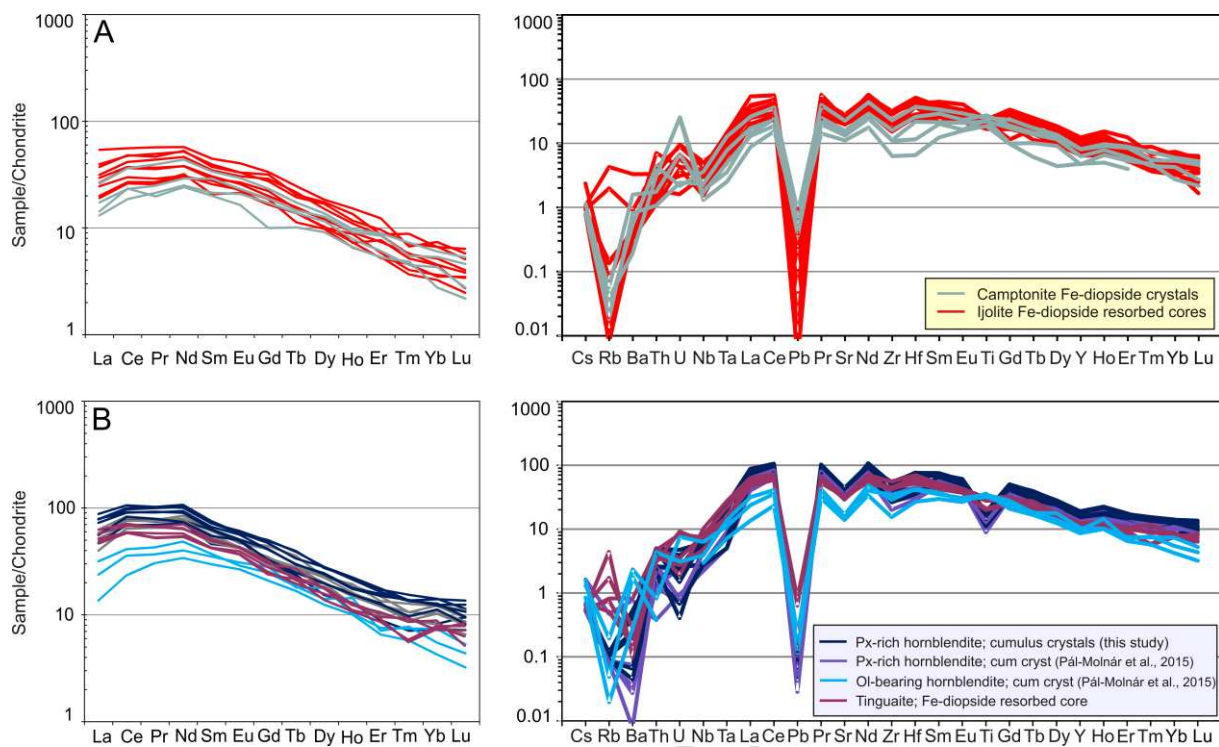 A
1000
100
10
1
Sample/Chondrite
La Ce Pr Nd Sm Eu Gd Tb Dy Ho Er Tm Yb Lu
1000
100
10
1
0.1
0.01
Camptonite Fe-diopside crystals
Ijolite Fe-diopside resorbed cores
Cs Rb Ba Th U Nb Ta La Ce Pb Pr Sr Nd Zr Hf Sm Eu Ti Gd Tb Dy Y Ho Er Tm Yb Lu
B
1000
100
10
1
Sample/Chondrite
La Ce Pr Nd Sm Eu Gd Tb Dy Ho Er Tm Yb Lu
1000
100
10
1
0.1
0.01
Px-rich hornblendite; cumulus crystals (this study)
Px-rich hornblendite; cum cryst (Pál-Molnár et al., 2015)
Ol-bearing hornblendite; cum cryst (Pál-Molnár et al., 2015)
Tinguaite; Fe-diopside resorbed core
Cs Rb Ba Th U Nb Ta La Ce Pb Pr Sr Nd Zr Hf Sm Eu Ti Gd Tb Dy Y Ho Er Tm Yb Lu